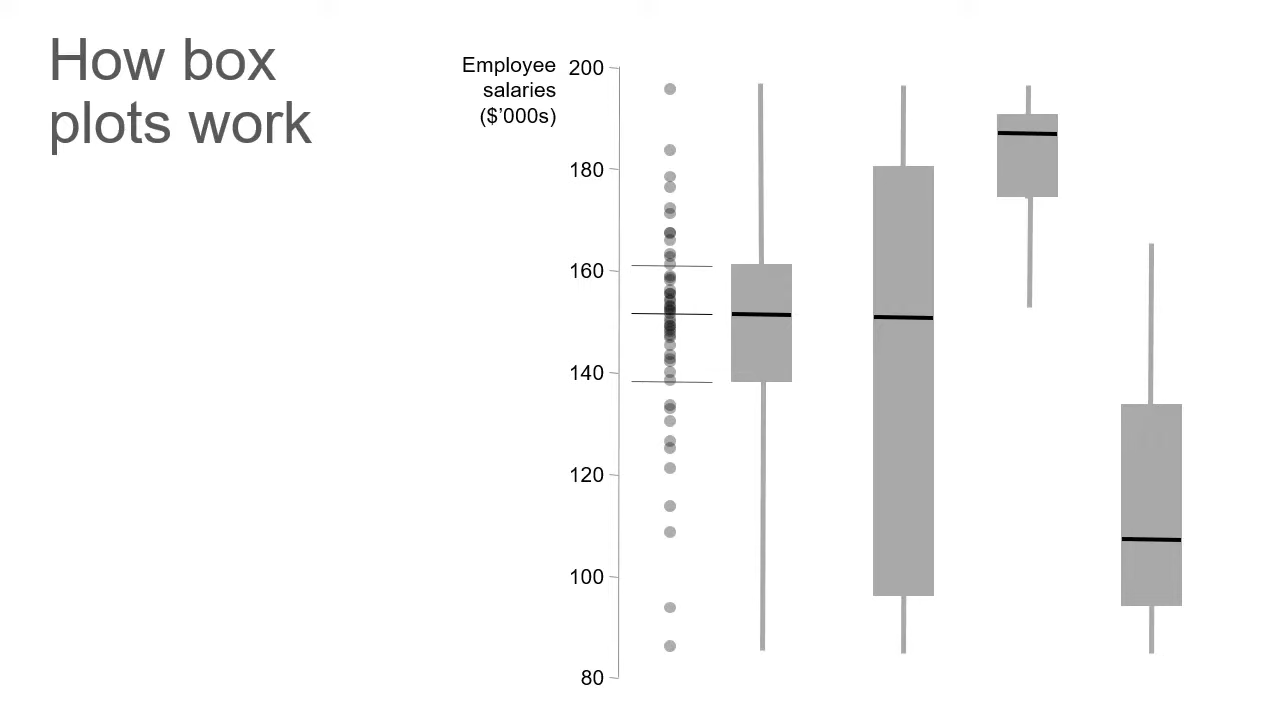 How box
plots work
Employee
salaries
($’000s)
200
180
160
140
120
100
80